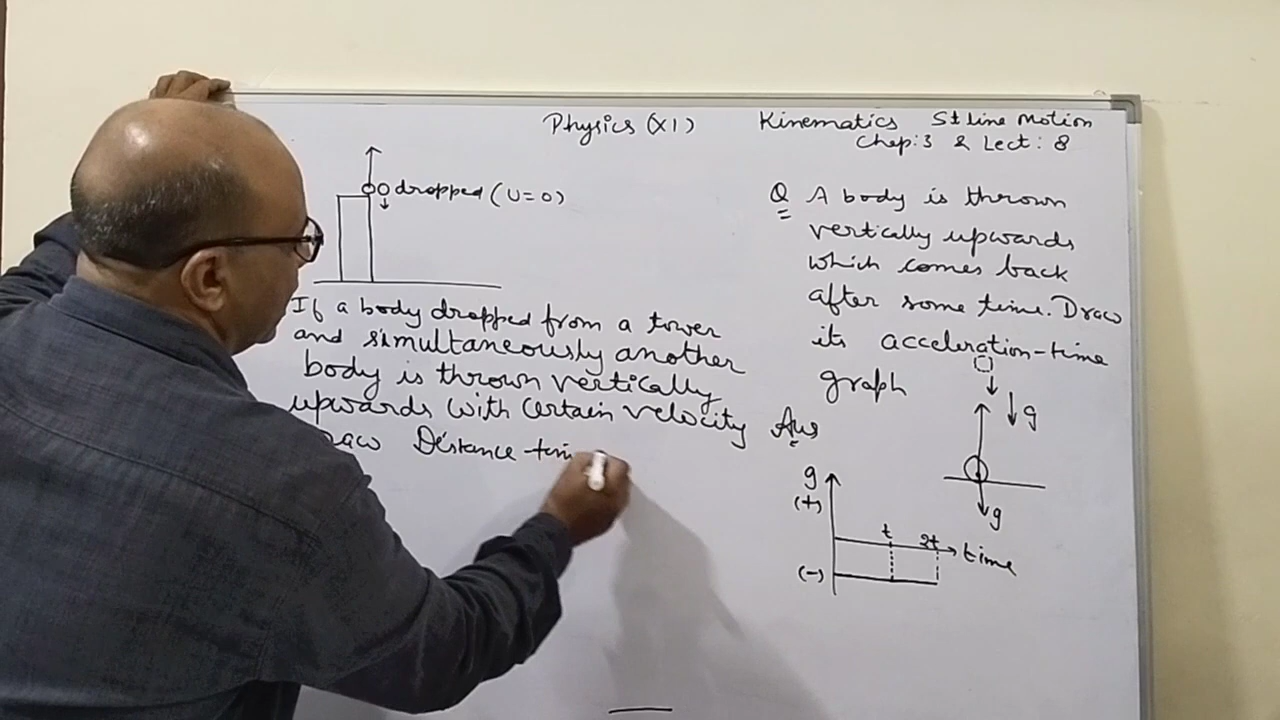 Physics (XI) Kinematics St line Motion
Chap: 3 & Lect: 8
dropped (U=0)
If a body dropped from a tower
and simultaneously another
body is thrown vertically
upwards with certain velocity
Distance-tim
Q A body is thrown
vertically upwards
which comes back
after some time. Draw
its acceleration-time
graph
Ans
g
g
g
(+)
t 2t time
(-)